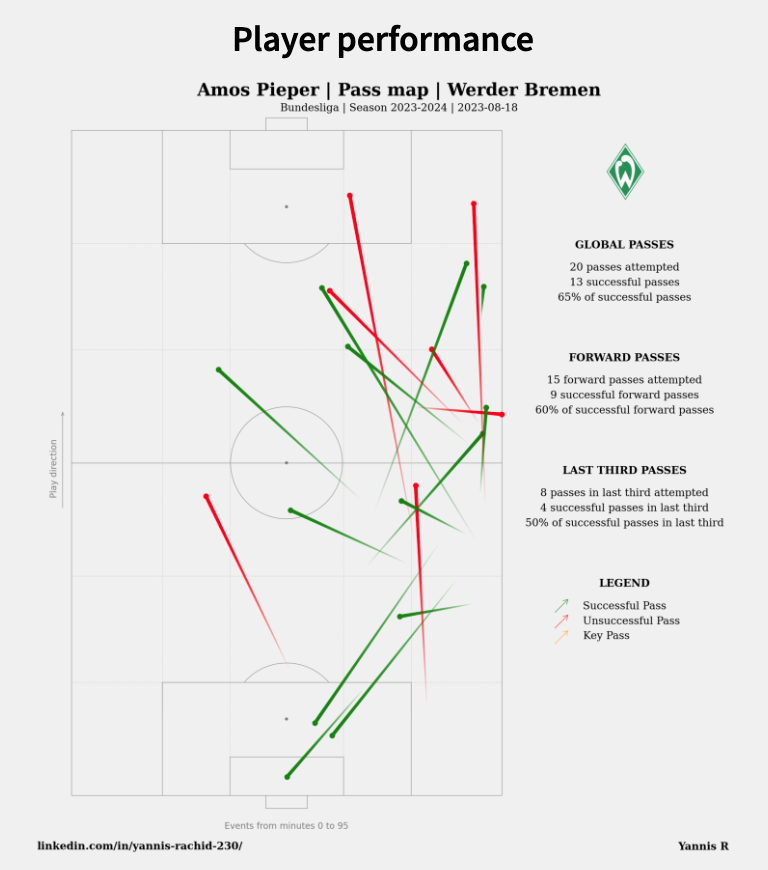 Player performance
Amos Pieper | Pass map | Werder Bremen
Bundesliga | Season 2023-2024 | 2023-08-18
GLOBAL PASSES
20 passes attempted
13 successful passes
65% of successful passes
FORWARD PASSES
15 forward passes attempted
9 successful forward passes
60% of successful forward passes
Play direction
LAST THIRD PASSES
8 passes in last third attempted
4 successful passes in last third
50% of successful passes in last third
LEGEND
Successful Pass
Unsuccessful Pass
Key Pass
Events from minutes 0 to 95
linkedin.com/in/yannis-rachid-230/
Yannis R